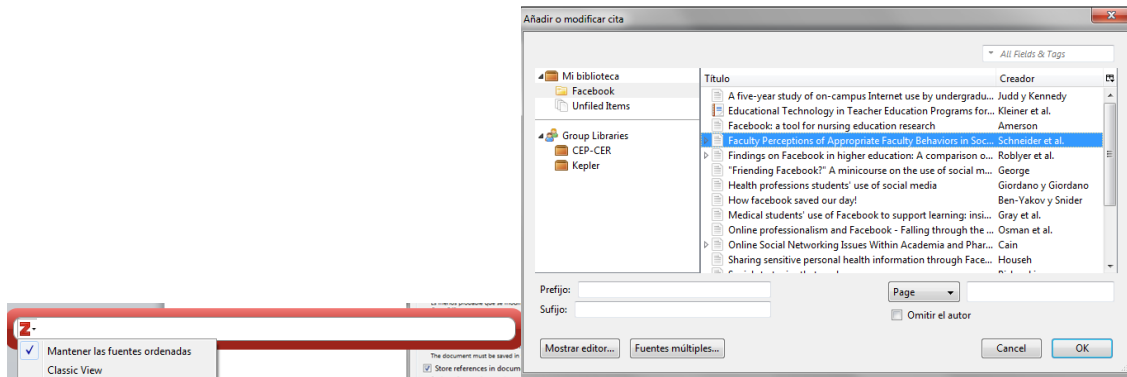 Añadir o modificar cita
All Fields & Tags
Mi biblioteca
Facebook
Unfiled Items
Group Libraries
CEP-CER
Kepler
Título Creador
A five-year study of on-campus Internet use by undergradu... Judd y Kennedy
Educational Technology in Teacher Education Programs for... Kleiner et al.
Facebook: a tool for nursing education research Amerson
Faculty Perceptions of Appropriate Faculty Behaviors in Soc... Schneider et al.
Findings on Facebook in higher education: A comparison o... Roblyer et al.
"Friending Facebook?" A minicourse on the use of social m... George
Health professions students' use of social media Giordano y Giordano
How facebook saved our day! Ben-Yakov y Snider
Medical students' use of Facebook to support learning: insi... Gray et al.
Online professionalism and Facebook - Falling through the ... Osman et al.
Online Social Networking Issues Within Academia and Phar... Cain
Sharing sensitive personal health information through Face... Househ
Prefijo:
Sufijo:
Page
Omitir el autor
Mostrar editor... Fuentes múltiples... Cancel OK
Z
Mantener las fuentes ordenadas
Classic View
The document must be saved in
Store references in docum